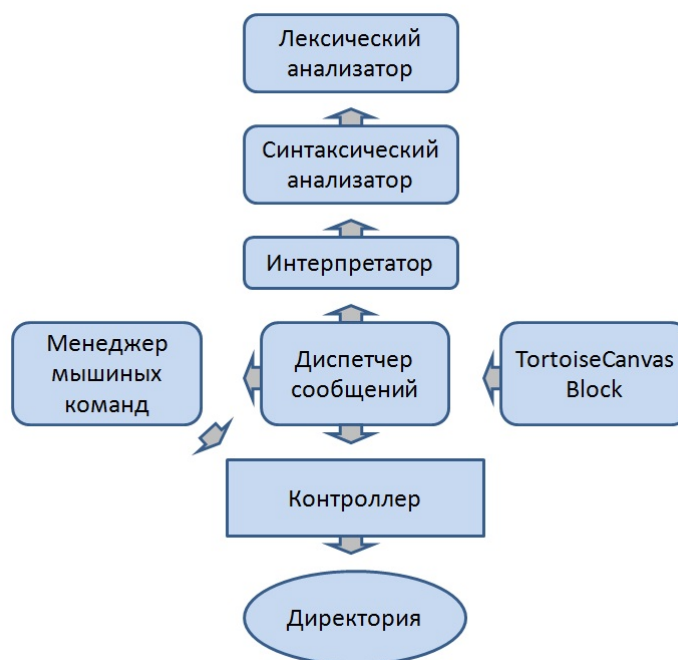 Лексический
анализатор
Синтаксический
анализатор
Интерпретатор
Менеджер
мышиных
команд
Диспетчер
сообщений
TortoiseCanvas
Block
Контроллер
Директория